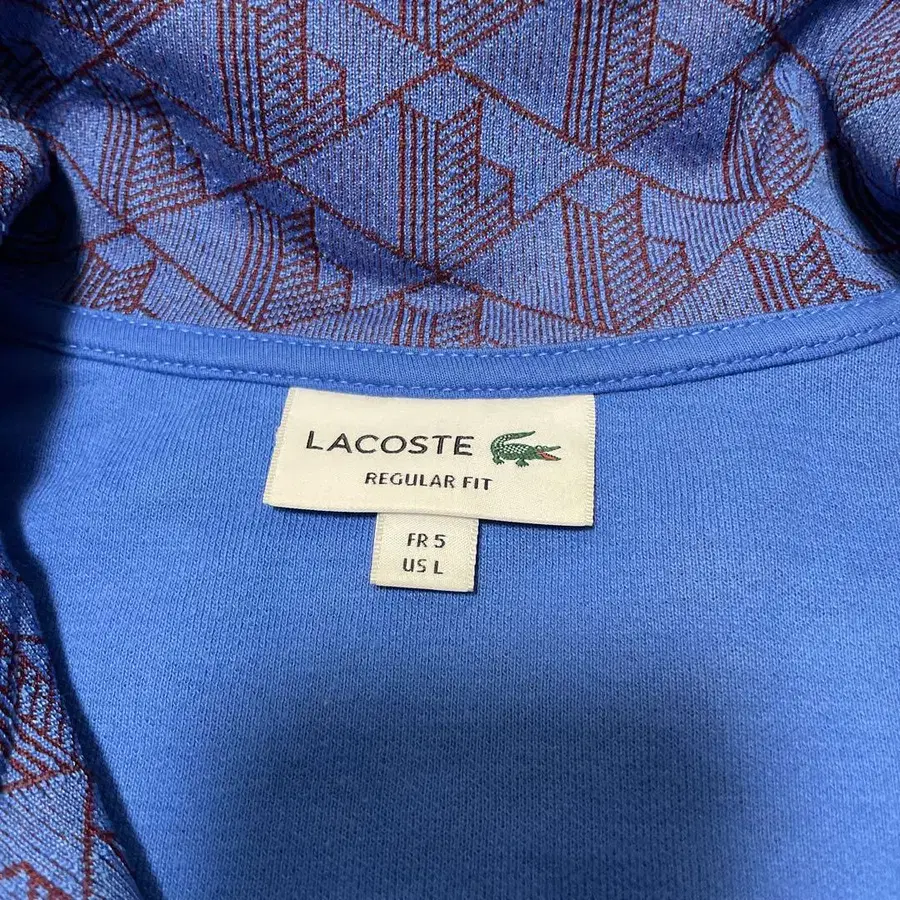 LACOSTE
REGULAR FIT
FR 5
US L